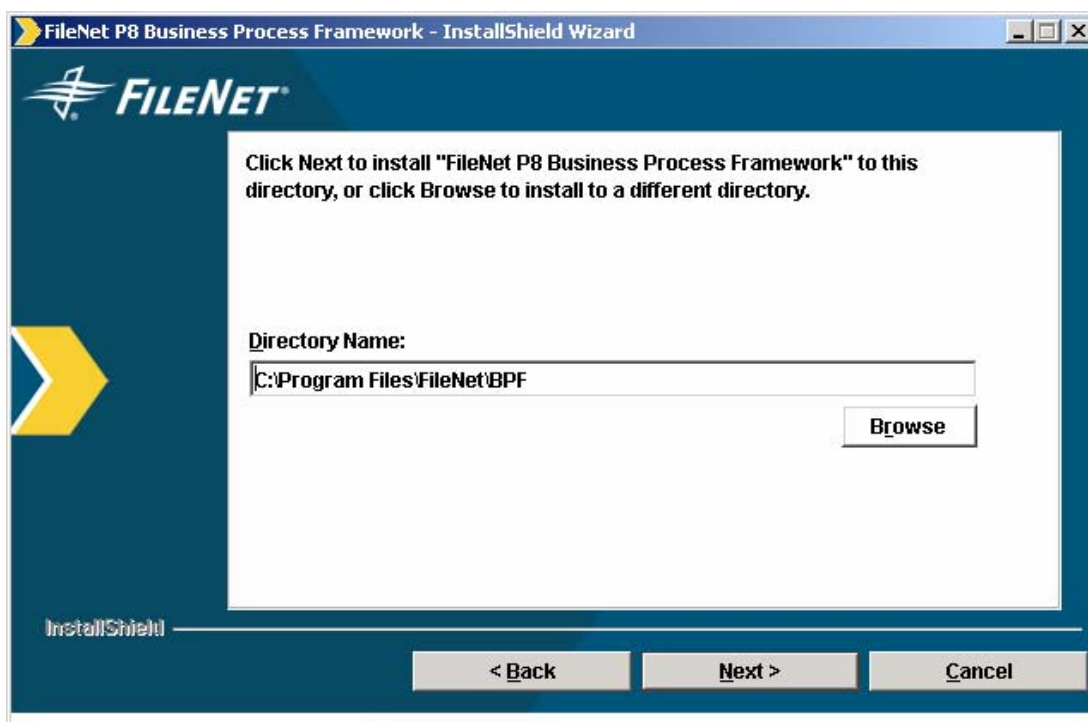 FileNet P8 Business Process Framework - InstallShield Wizard
FILENET®
Click Next to install "FileNet P8 Business Process Framework" to this
directory, or click Browse to install to a different directory.
Directory Name:
C:\Program Files\FileNet\BPF
Browse
InstallShield
< Back
Next >
Cancel